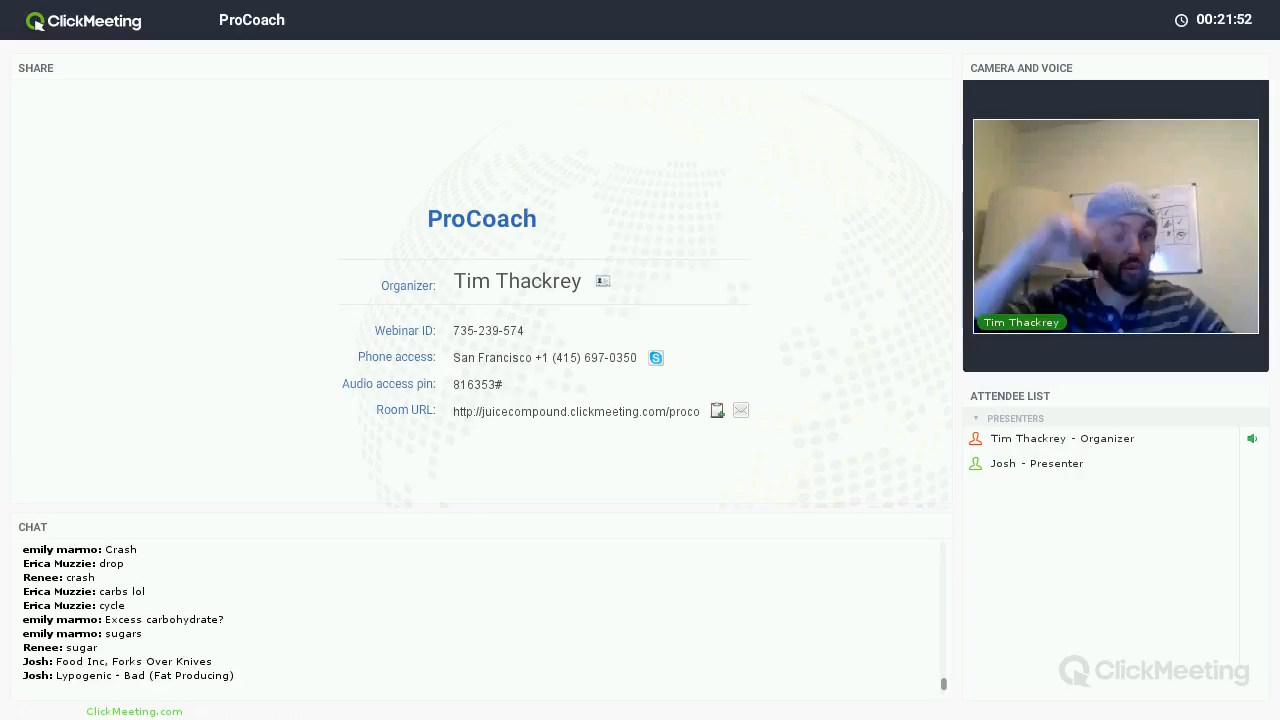 ClickMeeting
ProCoach
00:21:52
SHARE
ProCoach
Organizer: Tim Thackrey
Webinar ID: 735-239-574
Phone access: San Francisco +1 (415) 697-0350
Audio access pin: 816353#
Room URL: http://juicecompound.clickmeeting.com/proco
CAMERA AND VOICE
Tim Thackrey
ATTENDEE LIST
PRESENTERS
Tim Thackrey - Organizer
Josh - Presenter
CHAT
emily marmo: Crash
Erica Muzzie: drop
Renee: crash
Erica Muzzie: carbs lol
Erica Muzzie: cycle
emily marmo: Excess carbohydrate?
emily marmo: sugars
Renee: sugar
Josh: Food Inc, Forks Over Knives
Josh: Lypogenic - Bad (Fat Producing)
ClickMeeting
ClickMeeting.com